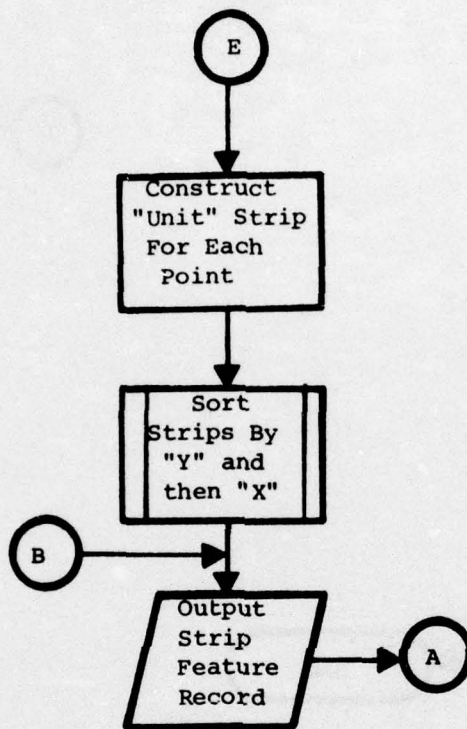 E
Construct
"Unit" Strip
For Each
Point
Sort
Strips By
"Y" and
then "X"
B
Output
Strip
Feature
Record
A